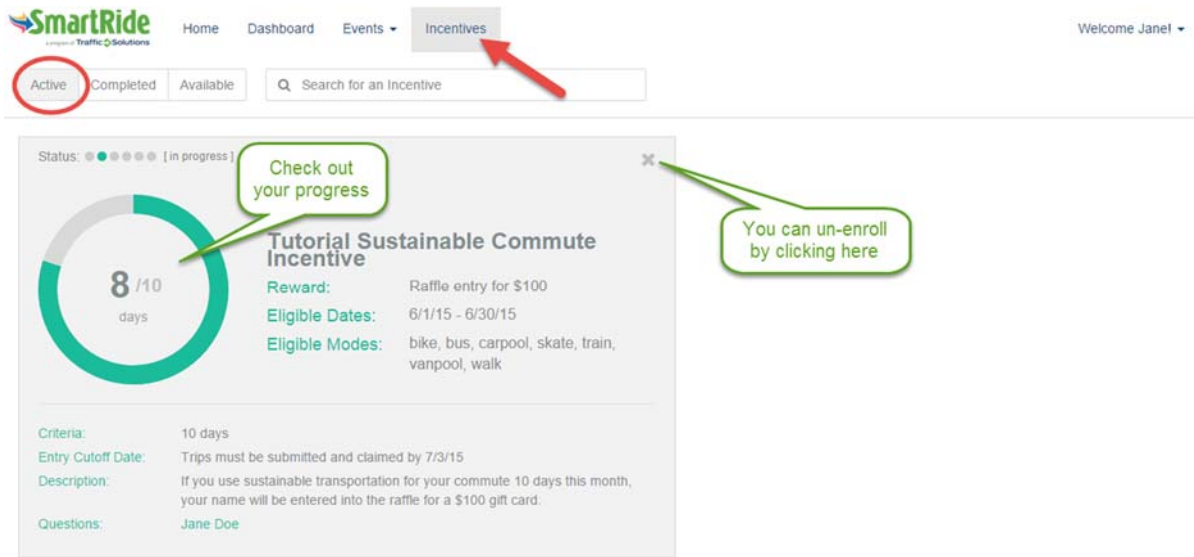 SmartRide
Home Dashboard Events Incentives Welcome Jane!
a program of Traffic Solutions
Active Completed Available Search for an Incentive
Status: [ in progress ]
Check out
your progress
You can un-enroll
by clicking here
8 /10
days
Tutorial Sustainable Commute
Incentive
Reward: Raffle entry for $100
Eligible Dates: 6/1/15 - 6/30/15
Eligible Modes: bike, bus, carpool, skate, train,
vanpool, walk
Criteria: 10 days
Entry Cutoff Date: Trips must be submitted and claimed by 7/3/15
Description: If you use sustainable transportation for your commute 10 days this month,
your name will be entered into the raffle for a $100 gift card.
Questions: Jane Doe